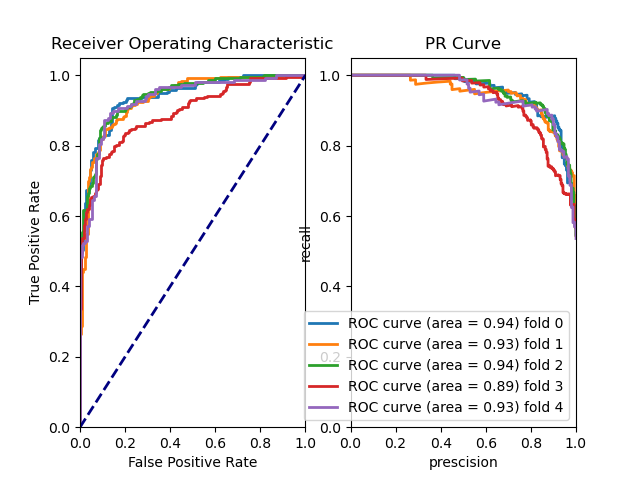 Receiver Operating Characteristic
PR Curve
1.0
0.8
0.6
0.4
0.2
0.0
True Positive Rate
0.0 0.2 0.4 0.6 0.8 1.0
False Positive Rate
1.0
0.8
0.6
0.4
0.2
0.0
recall
0.0 0.2 0.4 0.6 0.8 1.0
prescision
ROC curve (area = 0.94) fold 0
ROC curve (area = 0.93) fold 1
ROC curve (area = 0.94) fold 2
ROC curve (area = 0.89) fold 3
ROC curve (area = 0.93) fold 4